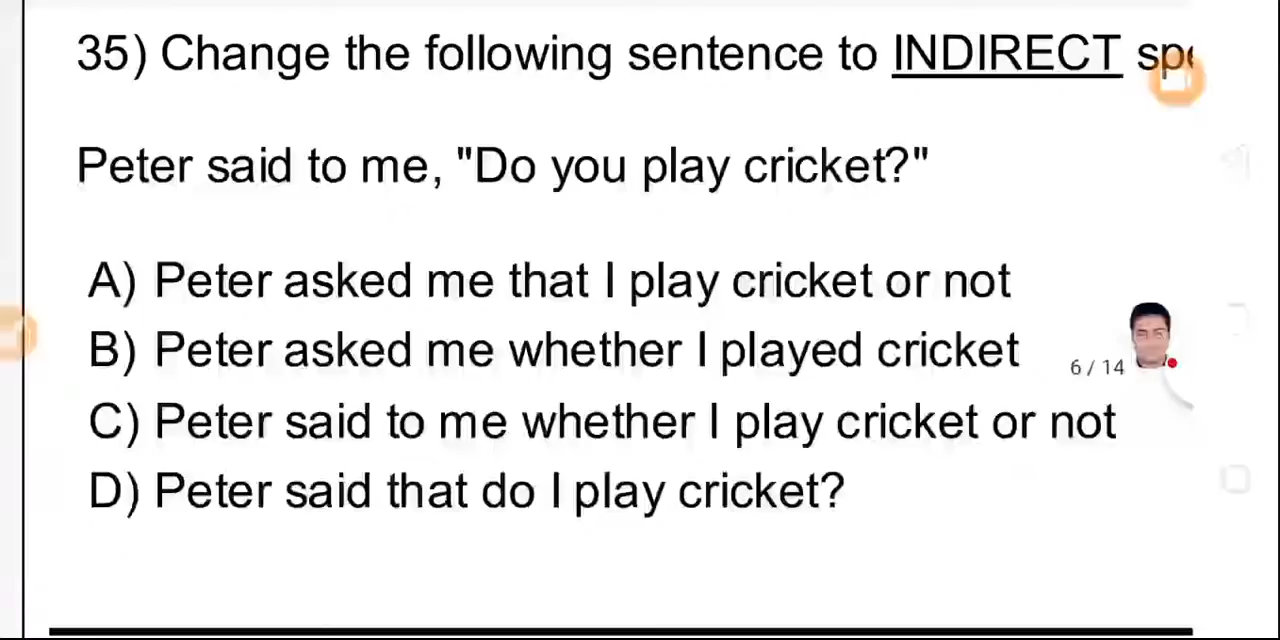 35) Change the following sentence to INDIRECT
Peter said to me, "Do you play cricket?"
A) Peter asked me that I play cricket or not
B) Peter asked me whether I played cricket
6 / 14
C) Peter said to me whether I play cricket or not
D) Peter said that do I play cricket?